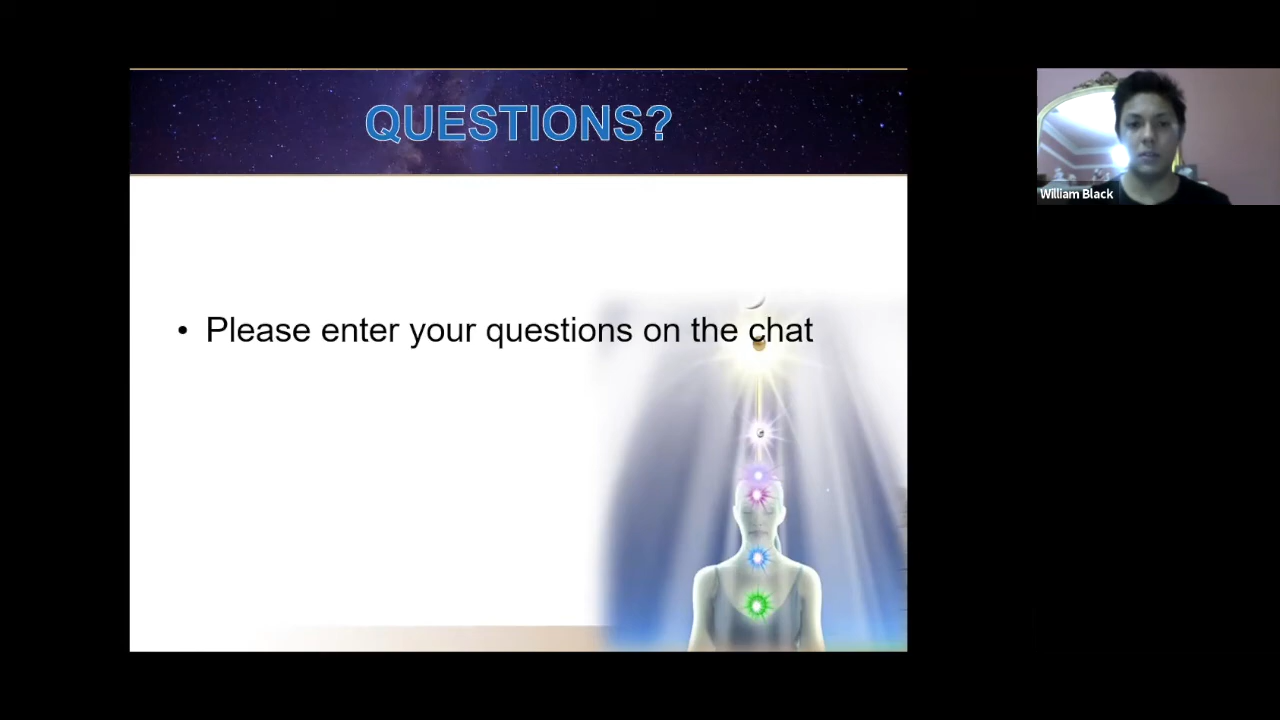 QUESTIONS?
• Please enter your questions on the chat
William Black